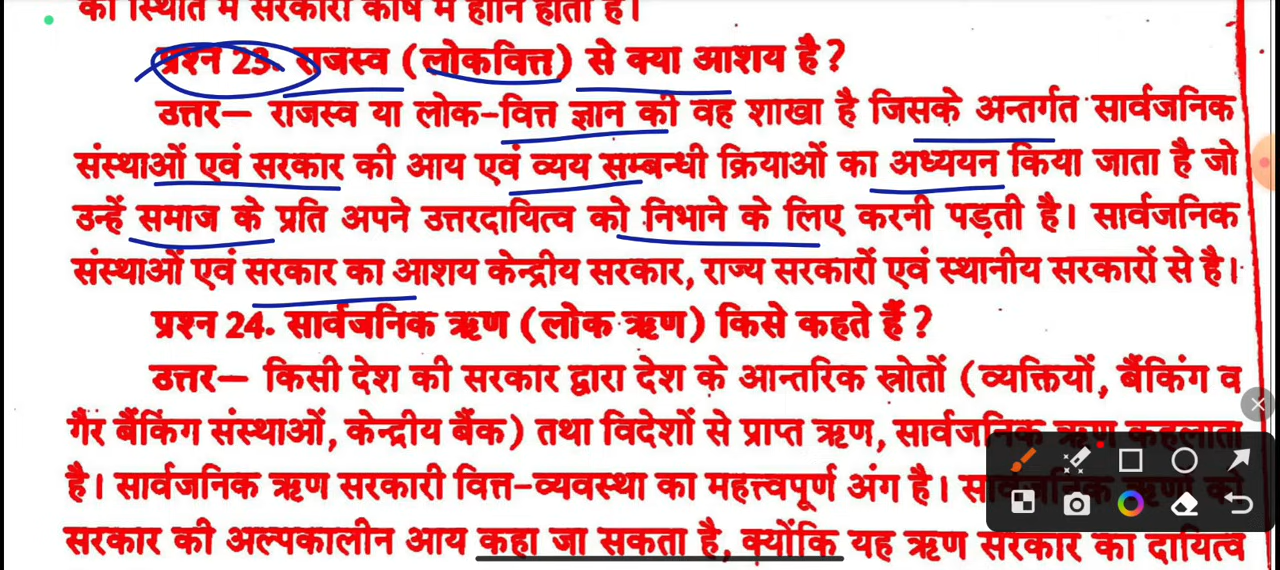 की स्थिति में सरकारी कोष में हानि होती है।
प्रश्न 23. राजस्व (लोकवित्त) से क्या आशय है?
उत्तर— राजस्व या लोक-वित्त ज्ञान की वह शाखा है जिसके अन्तर्गत सार्वजनिक
संस्थाओं एवं सरकार की आय एवं व्यय सम्बन्धी क्रियाओं का अध्ययन किया जाता है जो
उन्हें समाज के प्रति अपने उत्तरदायित्व को निभाने के लिए करनी पड़ती है। सार्वजनिक
संस्थाओं एवं सरकार का आशय केन्द्रीय सरकार, राज्य सरकारों एवं स्थानीय सरकारों से है।
प्रश्न 24. सार्वजनिक ऋण (लोक ऋण) किसे कहते हैं?
उत्तर— किसी देश की सरकार द्वारा देश के आन्तरिक स्रोतों (व्यक्तियों, बैंकिंग व
गैर बैंकिंग संस्थाओं, केन्द्रीय बैंक) तथा विदेशों से प्राप्त ऋण, सार्वजनिक ऋण कहलाता
है। सार्वजनिक ऋण सरकारी वित्त-व्यवस्था का महत्त्वपूर्ण अंग है। सार्वजनिक ऋणों को
सरकार की अल्पकालीन आय कहा जा सकता है, क्योंकि यह ऋण सरकार का दायित्व